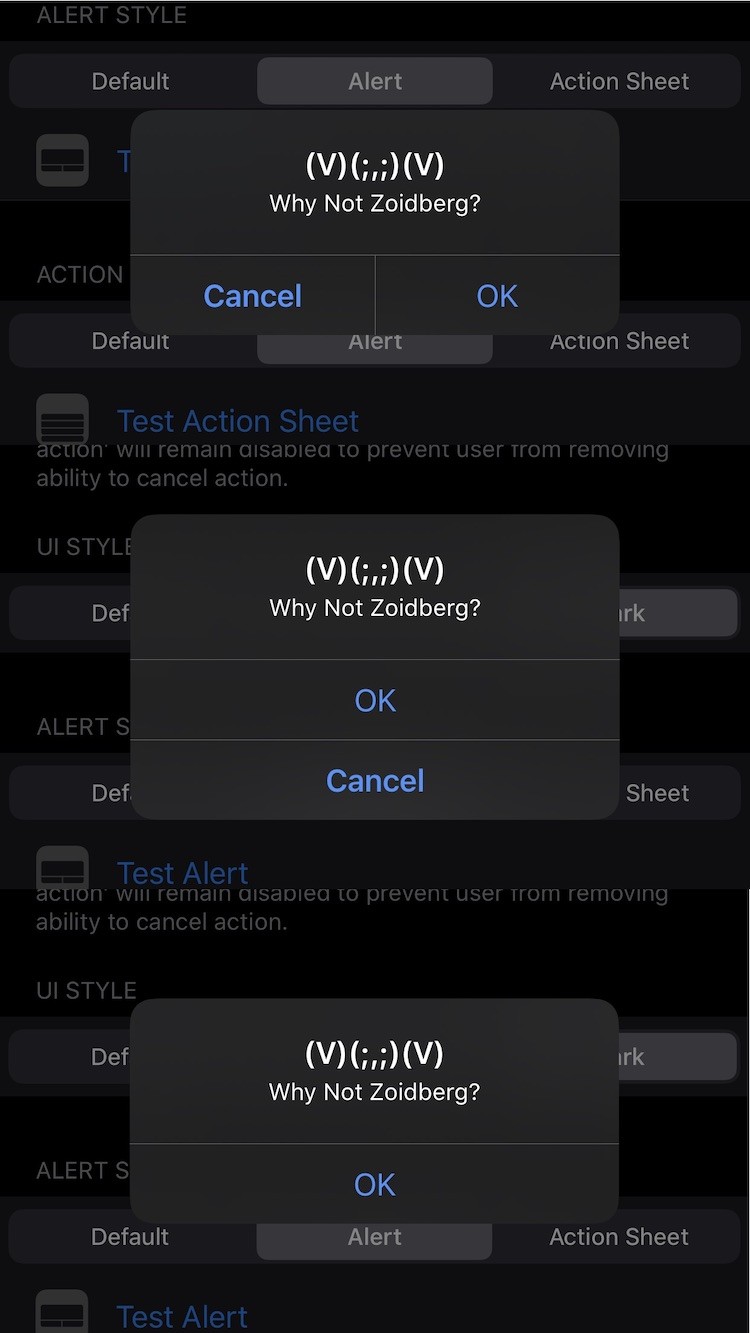 ALERT STYLE
Default Alert Action Sheet
T
(V)(;,,;)(V)
Why Not Zoidberg?
ACTION
Cancel OK
Default Alert Action Sheet
Test Action Sheet
action' will remain disabled to prevent user from removing
ability to cancel action.
UI STYLE
(V)(;,,;)(V)
Why Not Zoidberg?
Def rk
OK
ALERT S
Cancel
Def Sheet
Test Alert
action' will remain disabled to prevent user from removing
ability to cancel action.
UI STYLE
(V)(;,,;)(V)
Why Not Zoidberg?
Def rk
ALERT S
OK
Default Alert Action Sheet
Test Alert